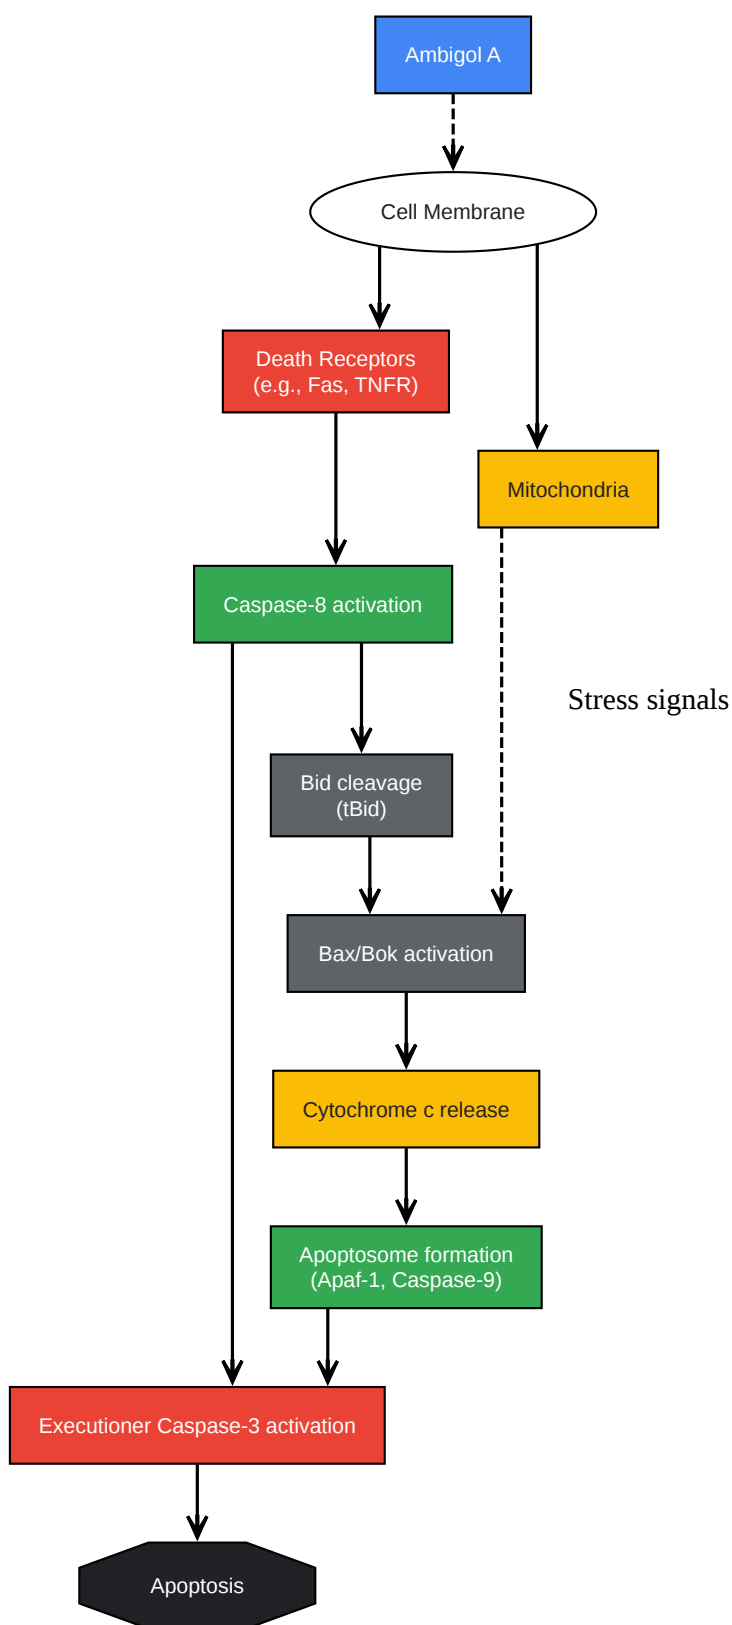 Ambigol A
Cell Membrane
Death Receptors
(e.g., Fas, TNFR)
Mitochondria
Caspase-8 activation
Stress signals
Bid cleavage
(tBid)
Bax/Bok activation
Cytochrome c release
Apoptosome formation
(Apaf-1, Caspase-9)
Executioner Caspase-3 activation
Apoptosis